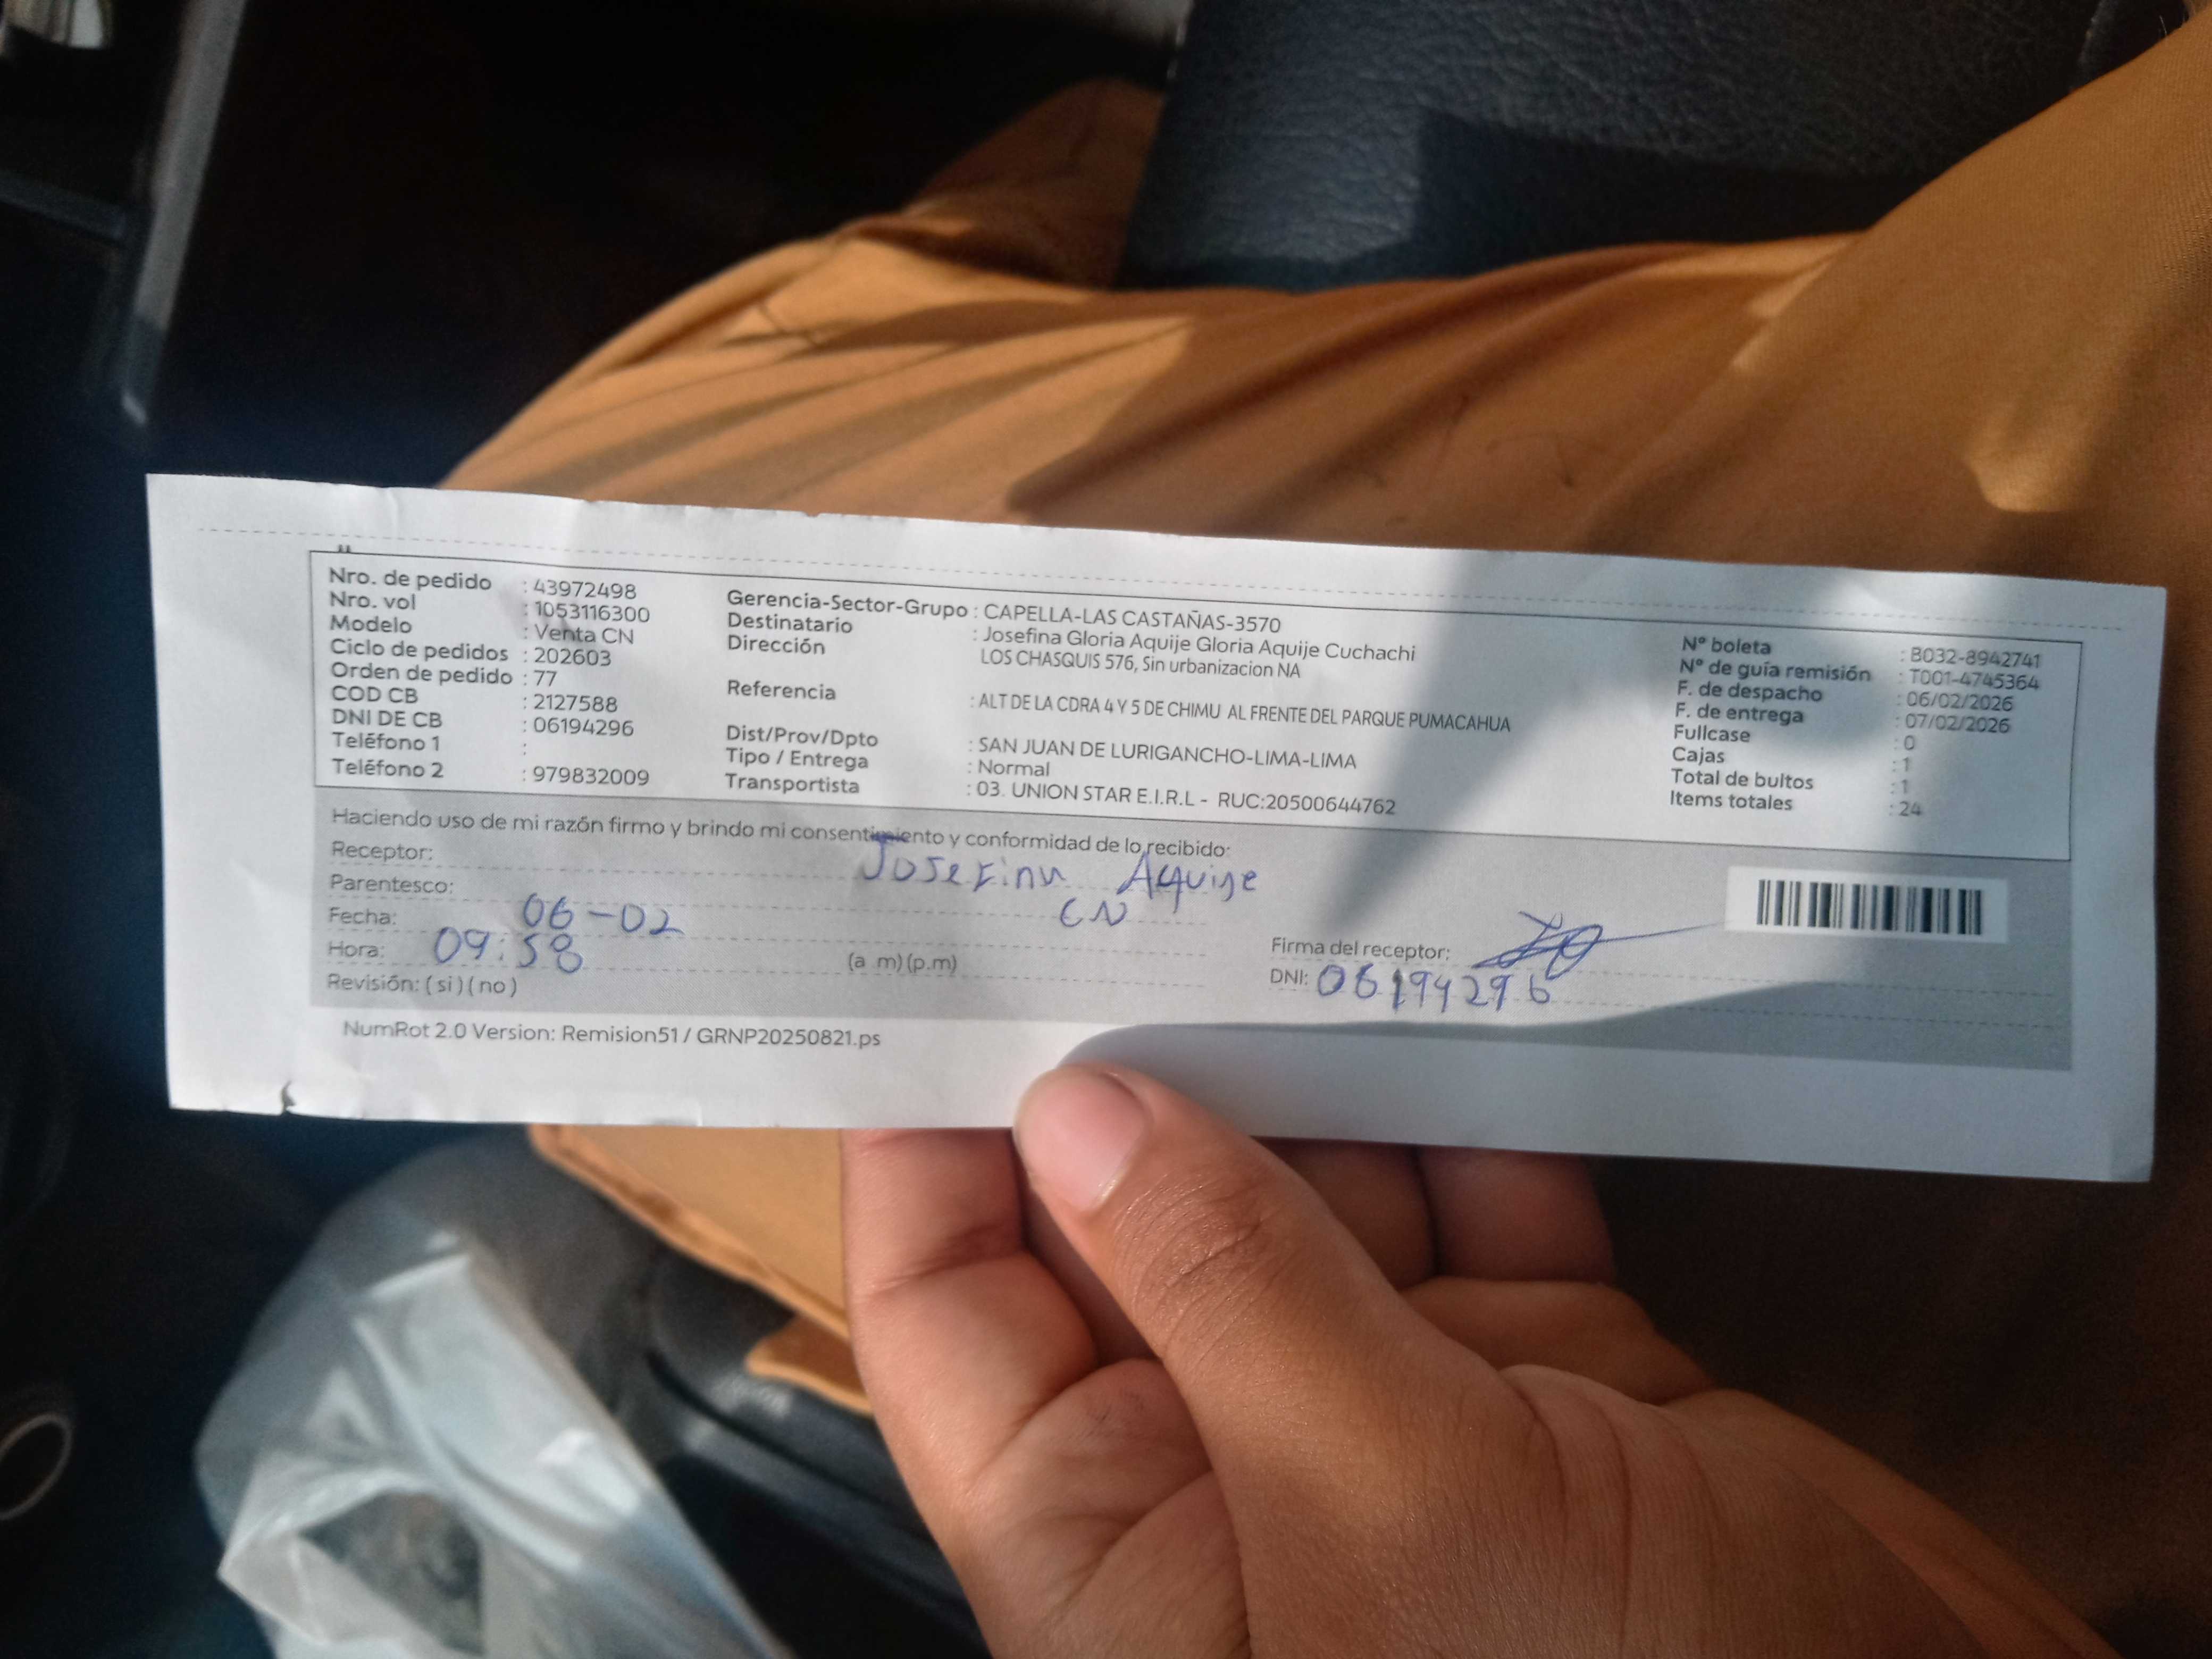 Nro. de pedido : 43972498
Nro. vol : 1053116300
Modelo : Venta CN
Ciclo de pedidos : 202603
Orden de pedido : 77
COD CB : 2127588
DNI DE CB : 06194296
Teléfono 1 :
Teléfono 2 : 979832009
Gerencia-Sector-Grupo : CAPELLA-LAS CASTAÑAS-3570
Destinatario : Josefina Gloria Aquije Gloria Aquije Cuchachi
Dirección LOS CHASQUIS 576, Sin urbanizacion NA
Referencia : ALT DE LA CDRA 4 Y 5 DE CHIMU AL FRENTE DEL PARQUE PUMACAHUA
Dist/Prov/Dpto : SAN JUAN DE LURIGANCHO-LIMA-LIMA
Tipo / Entrega : Normal
Transportista : 03. UNION STAR E.I.R.L - RUC:20500644762
N° boleta : B032-8942741
N° de guía remisión : T001-4745364
F. de despacho : 06/02/2026
F. de entrega : 07/02/2026
Fullcase : 0
Cajas : 1
Total de bultos : 1
Items totales : 24
Haciendo uso de mi razón firmo y brindo mi consentimiento y conformidad de lo recibido:
Receptor: Josefina Aquije
Parentesco: CN
Fecha: 06-02
Hora: 09:58 (a m)(p.m)
Revisión: ( si ) ( no )
Firma del receptor:
DNI: 06194296
NumRot 2.0 Version: Remision51 / GRNP20250821.ps